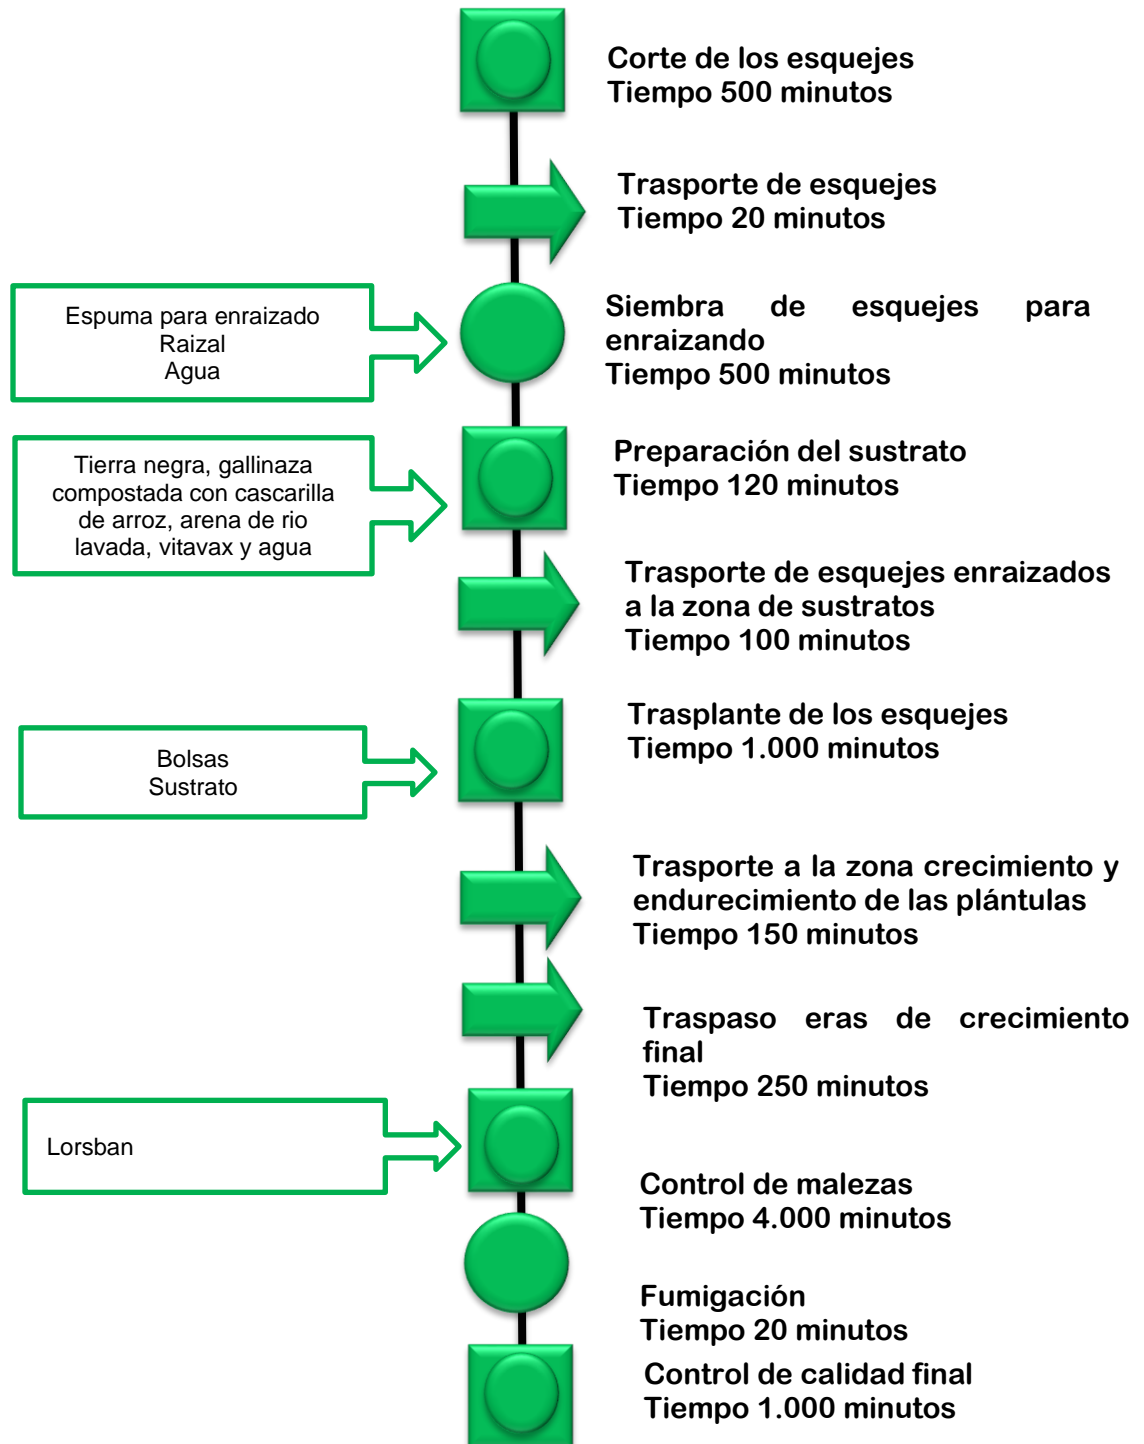 Corte de los esquejes
Tiempo 500 minutos
Trasporte de esquejes
Tiempo 20 minutos
Espuma para enraizado
Raizal
Agua
Siembra de esquejes para
enraizando
Tiempo 500 minutos
Tierra negra, gallinaza
compostada con cascarilla
de arroz, arena de rio
lavada, vitavax y agua
Preparación del sustrato
Tiempo 120 minutos
Trasporte de esquejes enraizados
a la zona de sustratos
Tiempo 100 minutos
Bolsas
Sustrato
Trasplante de los esquejes
Tiempo 1.000 minutos
Trasporte a la zona crecimiento y
endurecimiento de las plántulas
Tiempo 150 minutos
Traspaso eras de crecimiento
final
Tiempo 250 minutos
Lorsban
Control de malezas
Tiempo 4.000 minutos
Fumigación
Tiempo 20 minutos
Control de calidad final
Tiempo 1.000 minutos